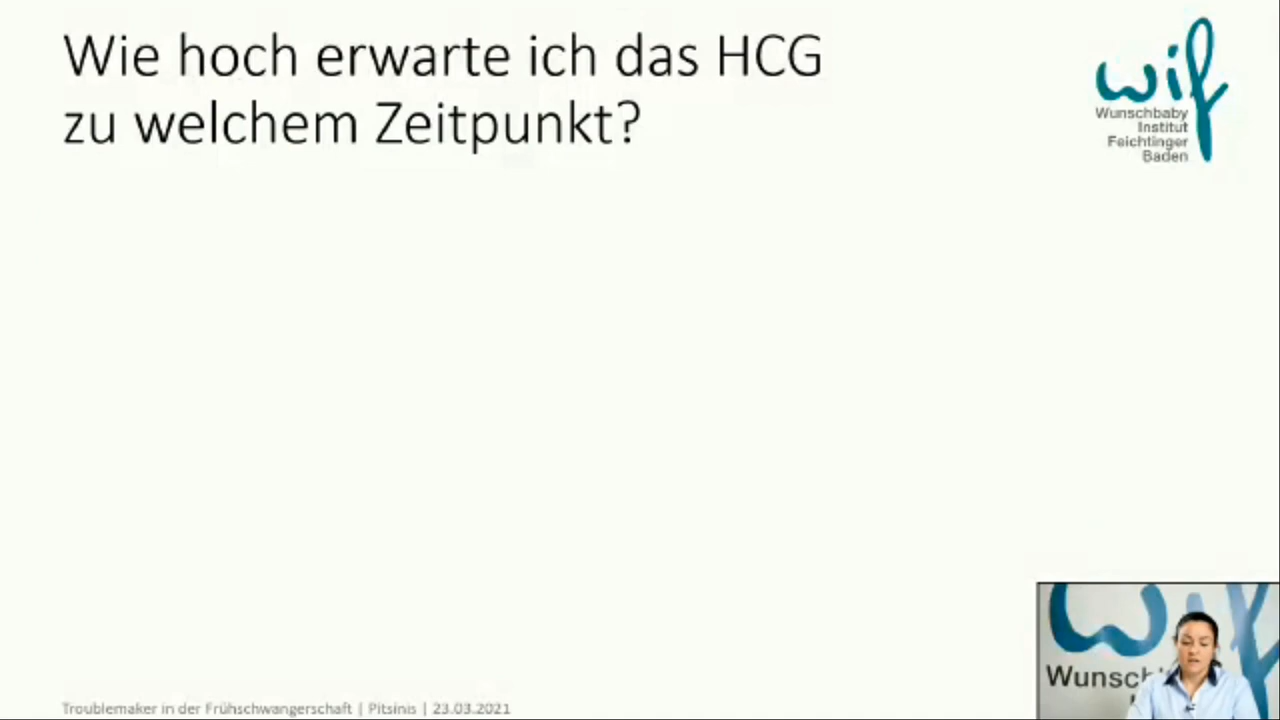 Wie hoch erwarte ich das HCG
zu welchem Zeitpunkt?
wif
Wunschbaby
Institut
Feichtinger
Baden
Troublemaker in der Frühschwangerschaft | Pitsinis | 23.03.2021